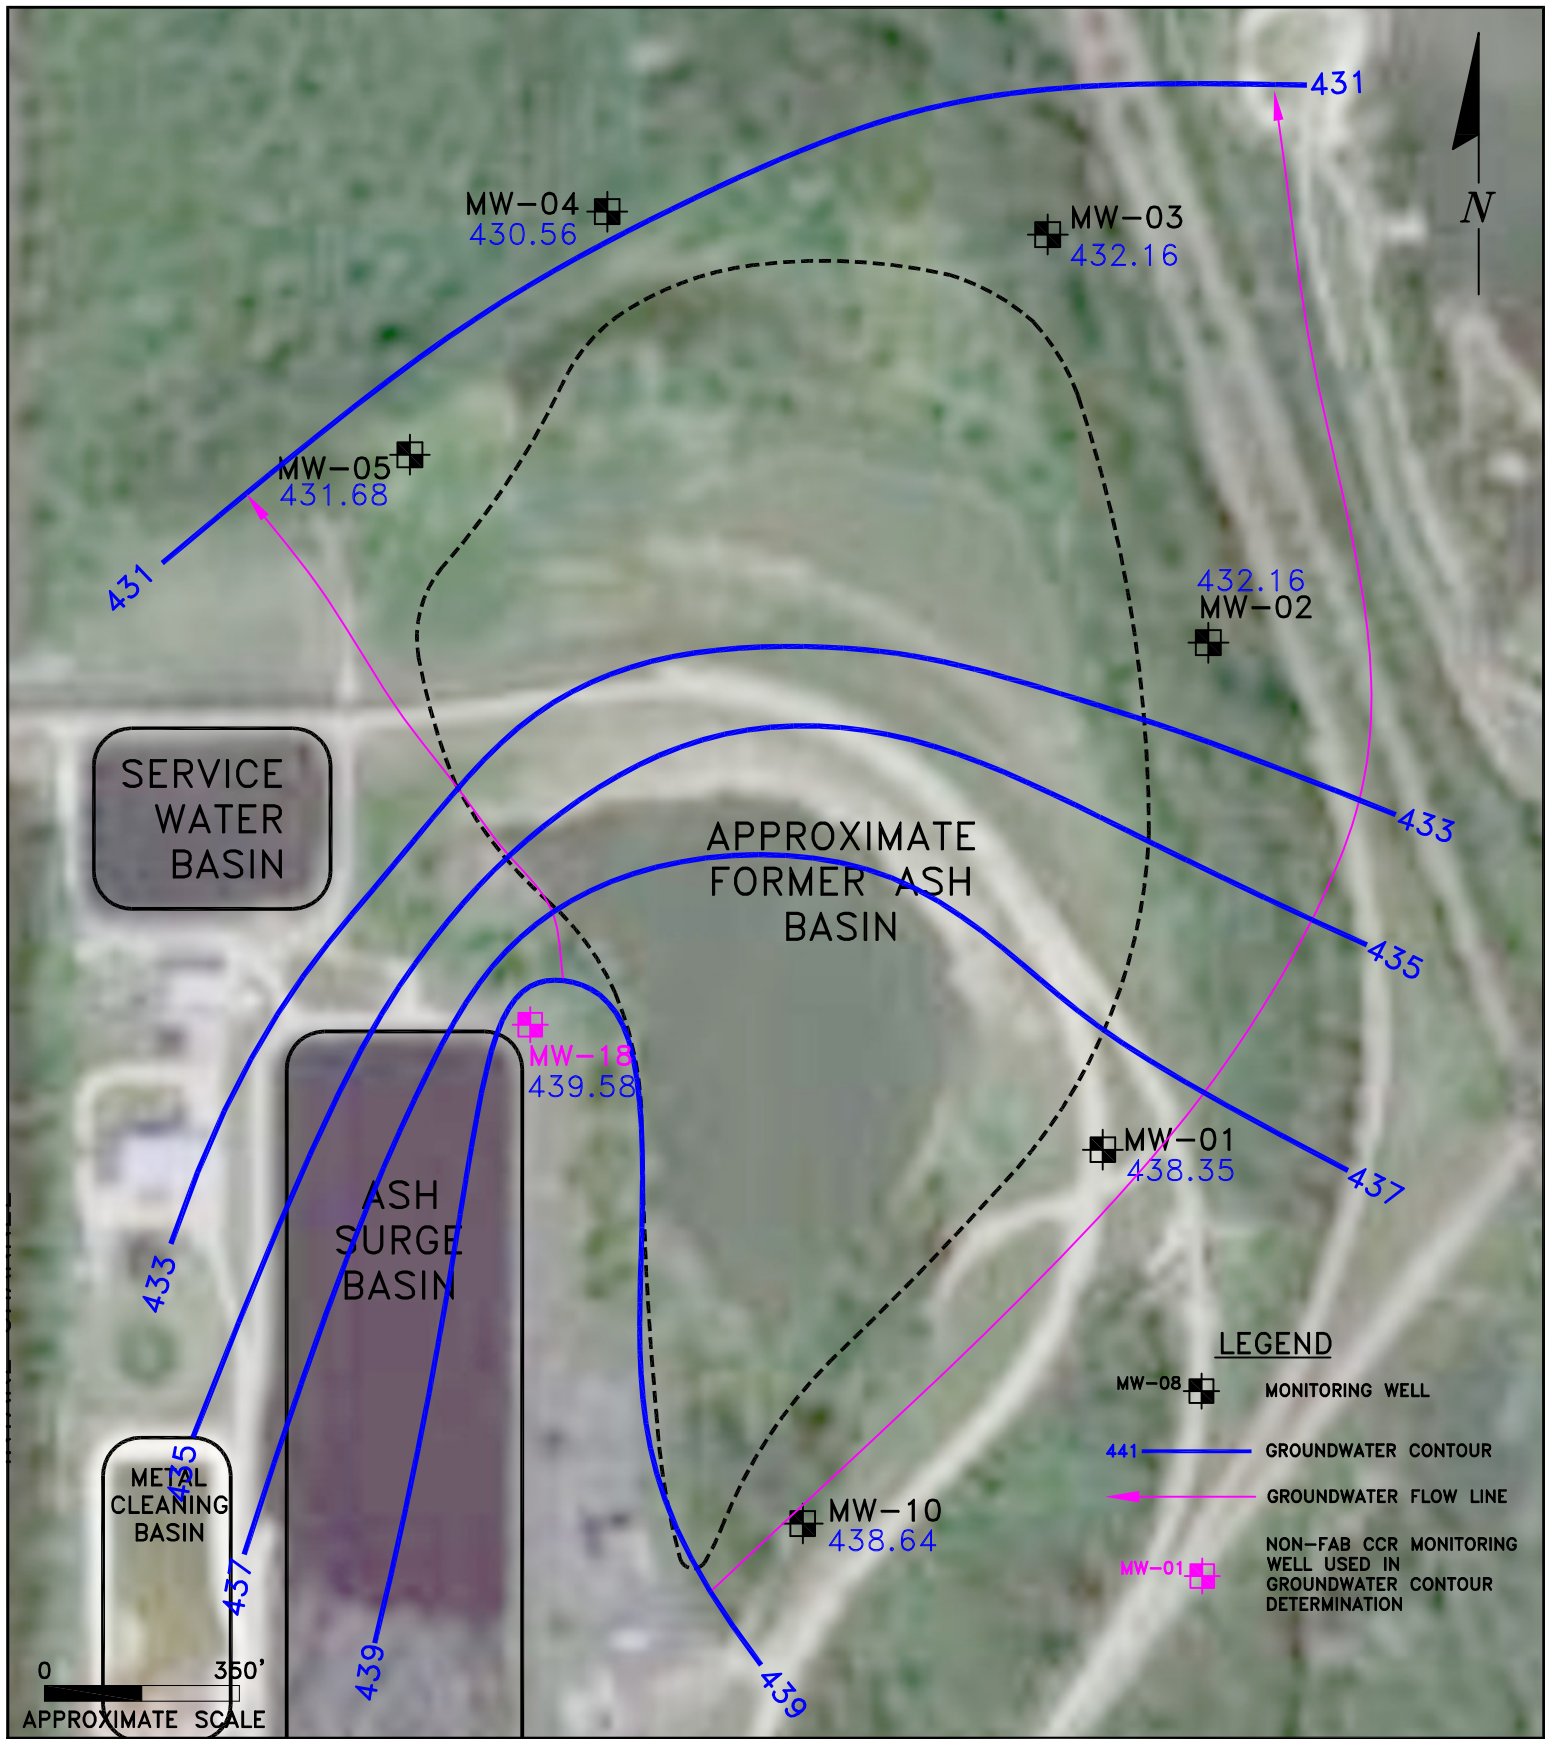 431
MW-04
430.56
MW-03
432.16
N
MW-05
431.68
431
432.16
MW-02
SERVICE
WATER
BASIN
APPROXIMATE
FORMER ASH
BASIN
433
435
MW-18
439.58
MW-01
438.35
437
ASH
SURGE
BASIN
433
LEGEND
MW-08
MONITORING WELL
441
GROUNDWATER CONTOUR
435
METAL
CLEANING
BASIN
GROUNDWATER FLOW LINE
MW-10
438.64
NON-FAB CCR MONITORING
MW-01
WELL USED IN
GROUNDWATER CONTOUR
DETERMINATION
437
439
439
0
350'
APPROXIMATE SCALE